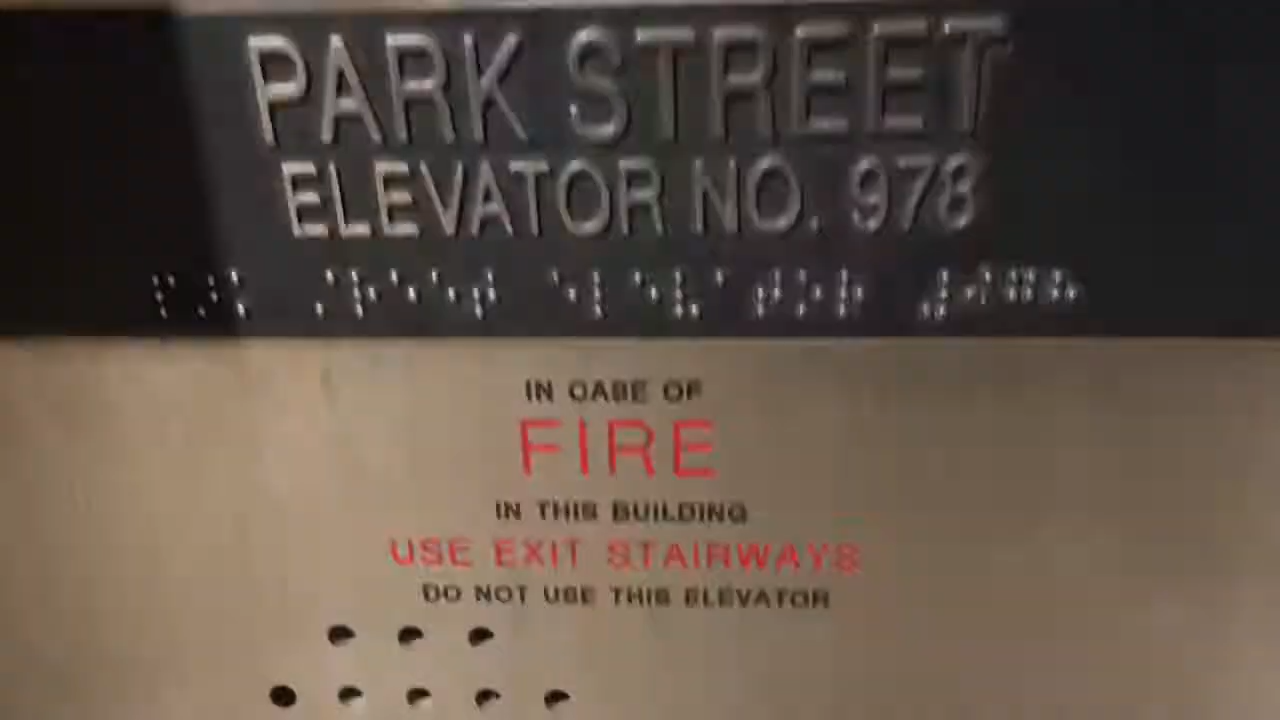 PARK STREET
ELEVATOR NO. 978
IN CASE OF
FIRE
IN THIS BUILDING
USE EXIT STAIRWAYS
DO NOT USE THIS ELEVATOR